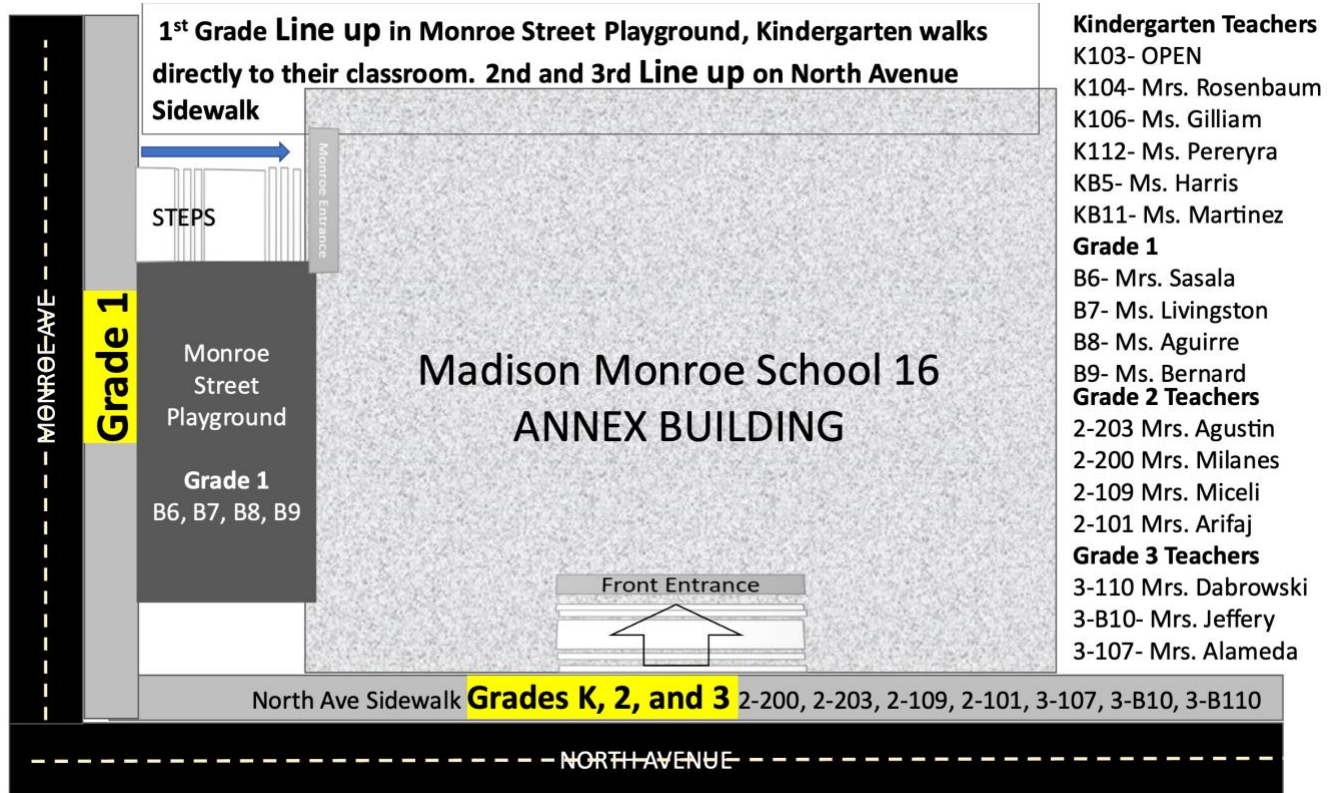 1st Grade Line up in Monroe Street Playground, Kindergarten walks
directly to their classroom. 2nd and 3rd Line up on North Avenue
Sidewalk
Monroe Entrance
STEPS
MONROE AVE
Grade 1
Monroe
Street
Playground
Grade 1
B6, B7, B8, B9
Madison Monroe School 16
ANNEX BUILDING
Front Entrance
North Ave Sidewalk Grades K, 2, and 3 2-200, 2-203, 2-109, 2-101, 3-107, 3-B10, 3-B110
NORTH AVENUE
Kindergarten Teachers
K103- OPEN
K104- Mrs. Rosenbaum
K106- Ms. Gilliam
K112- Ms. Pereryra
KB5- Ms. Harris
KB11- Ms. Martinez
Grade 1
B6- Mrs. Sasala
B7- Ms. Livingston
B8- Ms. Aguirre
B9- Ms. Bernard
Grade 2 Teachers
2-203 Mrs. Agustin
2-200 Mrs. Milanes
2-109 Mrs. Miceli
2-101 Mrs. Arifaj
Grade 3 Teachers
3-110 Mrs. Dabrowski
3-B10- Mrs. Jeffery
3-107- Mrs. Alameda